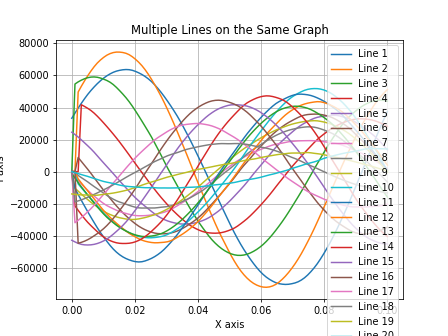 Multiple Lines on the Same Graph
80000
60000
40000
20000
0
−20000
−40000
−60000
0.00
0.02
0.04
0.06
X axis
axis
Line 1
Line 2
Line 3
Line 4
Line 5
Line 6
Line 7
Line 8
Line 9
Line 10
Line 11
Line 12
Line 13
Line 14
Line 15
Line 16
Line 17
Line 18
Line 19
Line 20